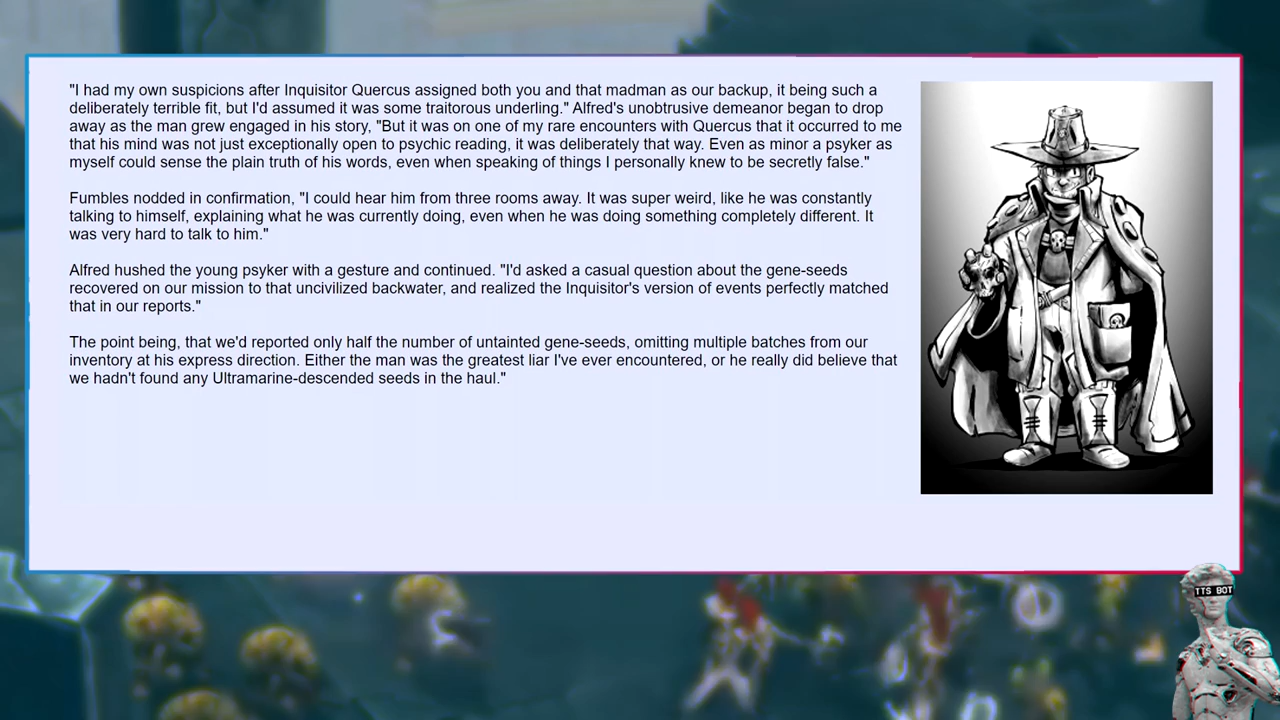 "I had my own suspicions after Inquisitor Quercus assigned both you and that madman as our backup, it being such a
deliberately terrible fit, but I'd assumed it was some traitorous underling." Alfred's unobtrusive demeanor began to drop
away as the man grew engaged in his story, "But it was on one of my rare encounters with Quercus that it occurred to me
that his mind was not just exceptionally open to psychic reading, it was deliberately that way. Even as minor a psyker as
myself could sense the plain truth of his words, even when speaking of things I personally knew to be secretly false."
Fumbles nodded in confirmation, "I could hear him from three rooms away. It was super weird, like he was constantly
talking to himself, explaining what he was currently doing, even when he was doing something completely different. It
was very hard to talk to him."
Alfred hushed the young psyker with a gesture and continued. "I'd asked a casual question about the gene-seeds
recovered on our mission to that uncivilized backwater, and realized the Inquisitor's version of events perfectly matched
that in our reports."
The point being, that we'd reported only half the number of untainted gene-seeds, omitting multiple batches from our
inventory at his express direction. Either the man was the greatest liar I've ever encountered, or he really did believe that
we hadn't found any Ultramarine-descended seeds in the haul."
TTS BOT